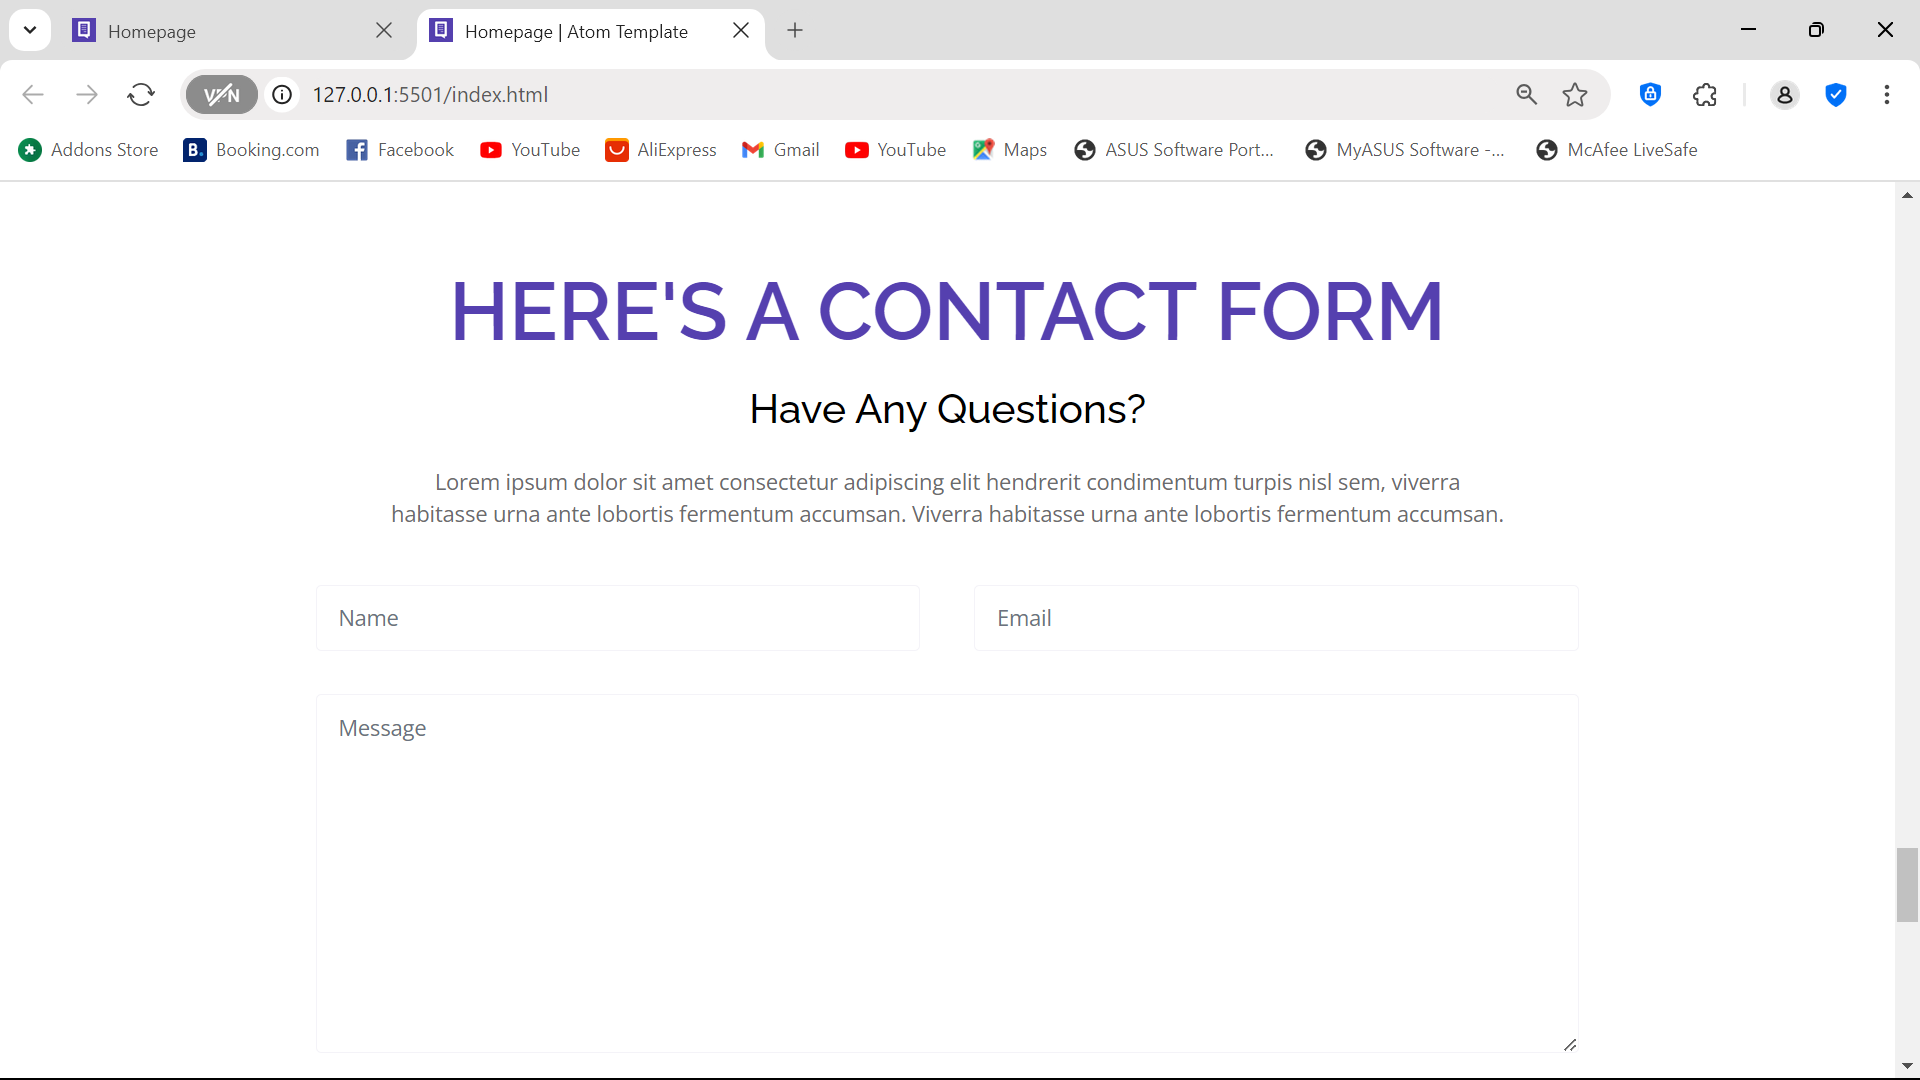 Homepage
Homepage | Atom Template
VPN
127.0.0.1:5501/index.html
Addons Store
B. Booking.com
Facebook
YouTube
AliExpress
Gmail
YouTube
Maps
ASUS Software Port...
MyASUS Software -...
McAfee LiveSafe
HERE'S A CONTACT FORM
Have Any Questions?
Lorem ipsum dolor sit amet consectetur adipiscing elit hendrerit condimentum turpis nisl sem, viverra
habitasse urna ante lobortis fermentum accumsan. Viverra habitasse urna ante lobortis fermentum accumsan.
Name
Email
Message